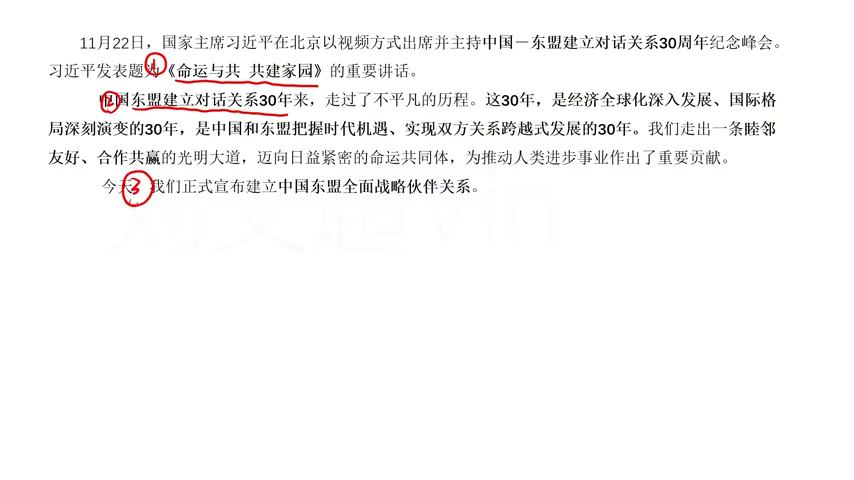 11月22日，国家主席习近平在北京以视频方式出席并主持中国－东盟建立对话关系30周年纪念峰会。
习近平发表题为《命运与共 共建家园》的重要讲话。
①
中国东盟建立对话关系30年来，走过了不平凡的历程。这30年，是经济全球化深入发展、国际格
②
局深刻演变的30年，是中国和东盟把握时代机遇、实现双方关系跨越式发展的30年。我们走出一条睦邻
友好、合作共赢的光明大道，迈向日益紧密的命运共同体，为推动人类进步事业作出了重要贡献。
今天，我们正式宣布建立中国东盟全面战略伙伴关系。
③